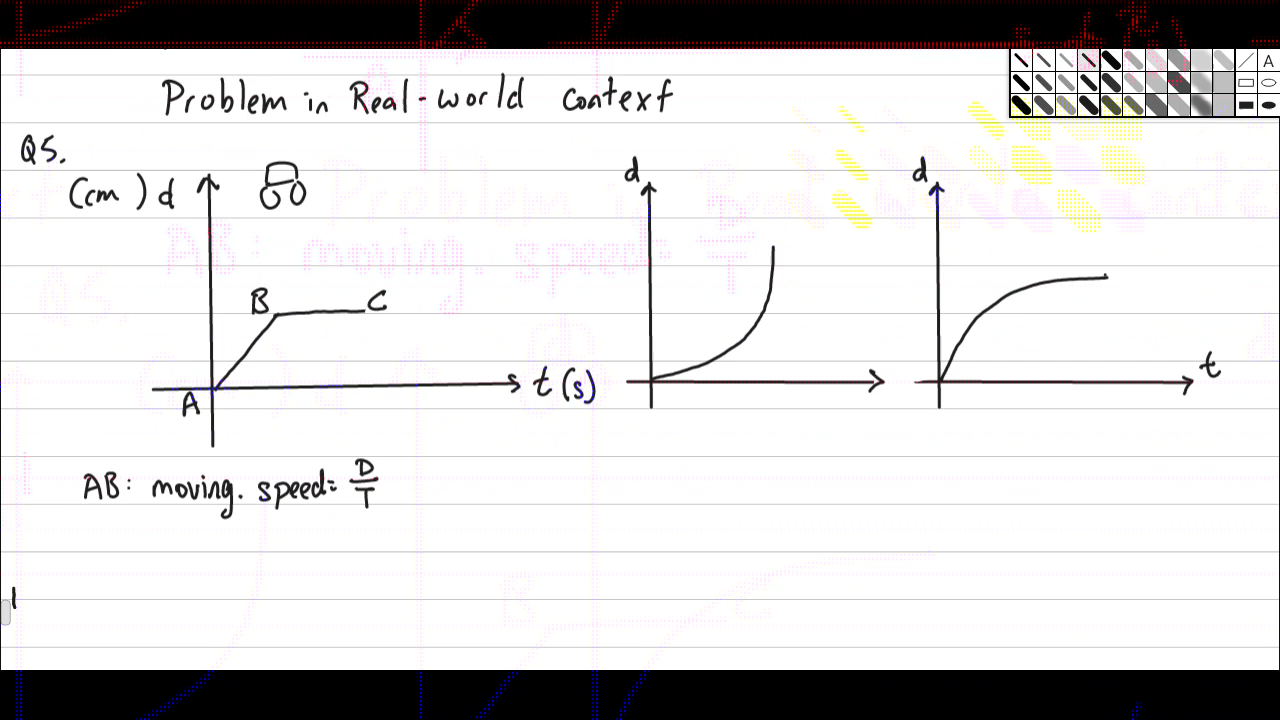 Problem in Real-world context
Q5.
(cm) d
B C
A
t (s)
d
d
t
AB: moving. speed = D/T
A